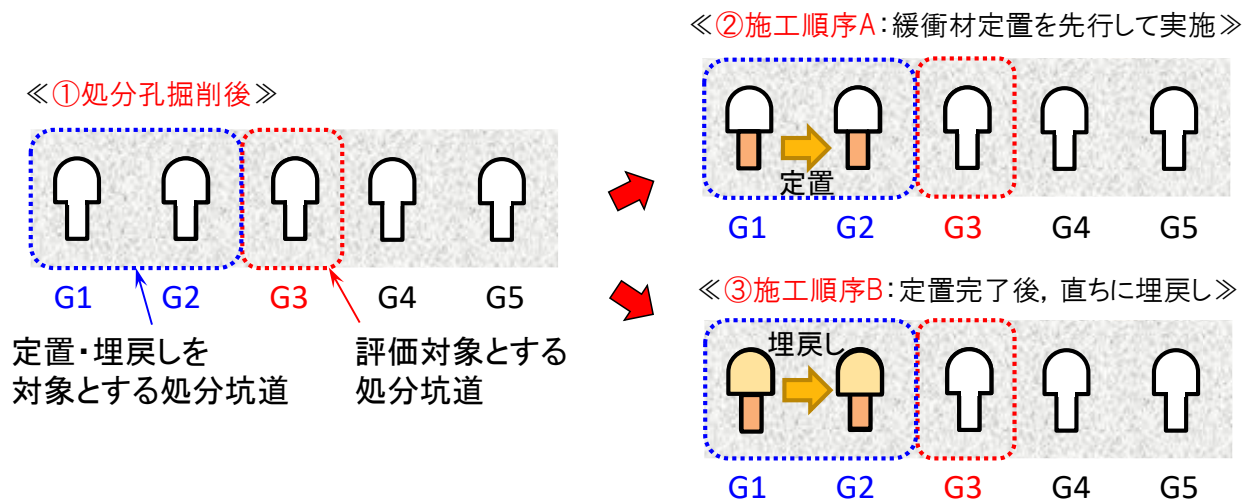 ≪①処分孔掘削後≫
G1 G2 G3 G4 G5
定置・埋戻しを
対象とする処分坑道
評価対象とする
処分坑道
≪②施工順序A：緩衝材定置を先行して実施≫
定置
G1 G2 G3 G4 G5
≪③施工順序B：定置完了後，直ちに埋戻し≫
埋戻し
G1 G2 G3 G4 G5